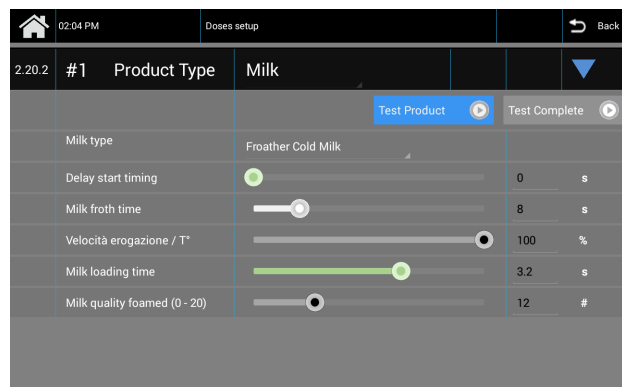 02:04 PM Doses setup Back
2.20.2 #1 Product Type Milk
Test Product Test Complete
Milk type Froather Cold Milk
Delay start timing 0 s
Milk froth time 8 s
Velocità erogazione / T° 100 %
Milk loading time 3.2 s
Milk quality foamed (0 - 20) 12 #